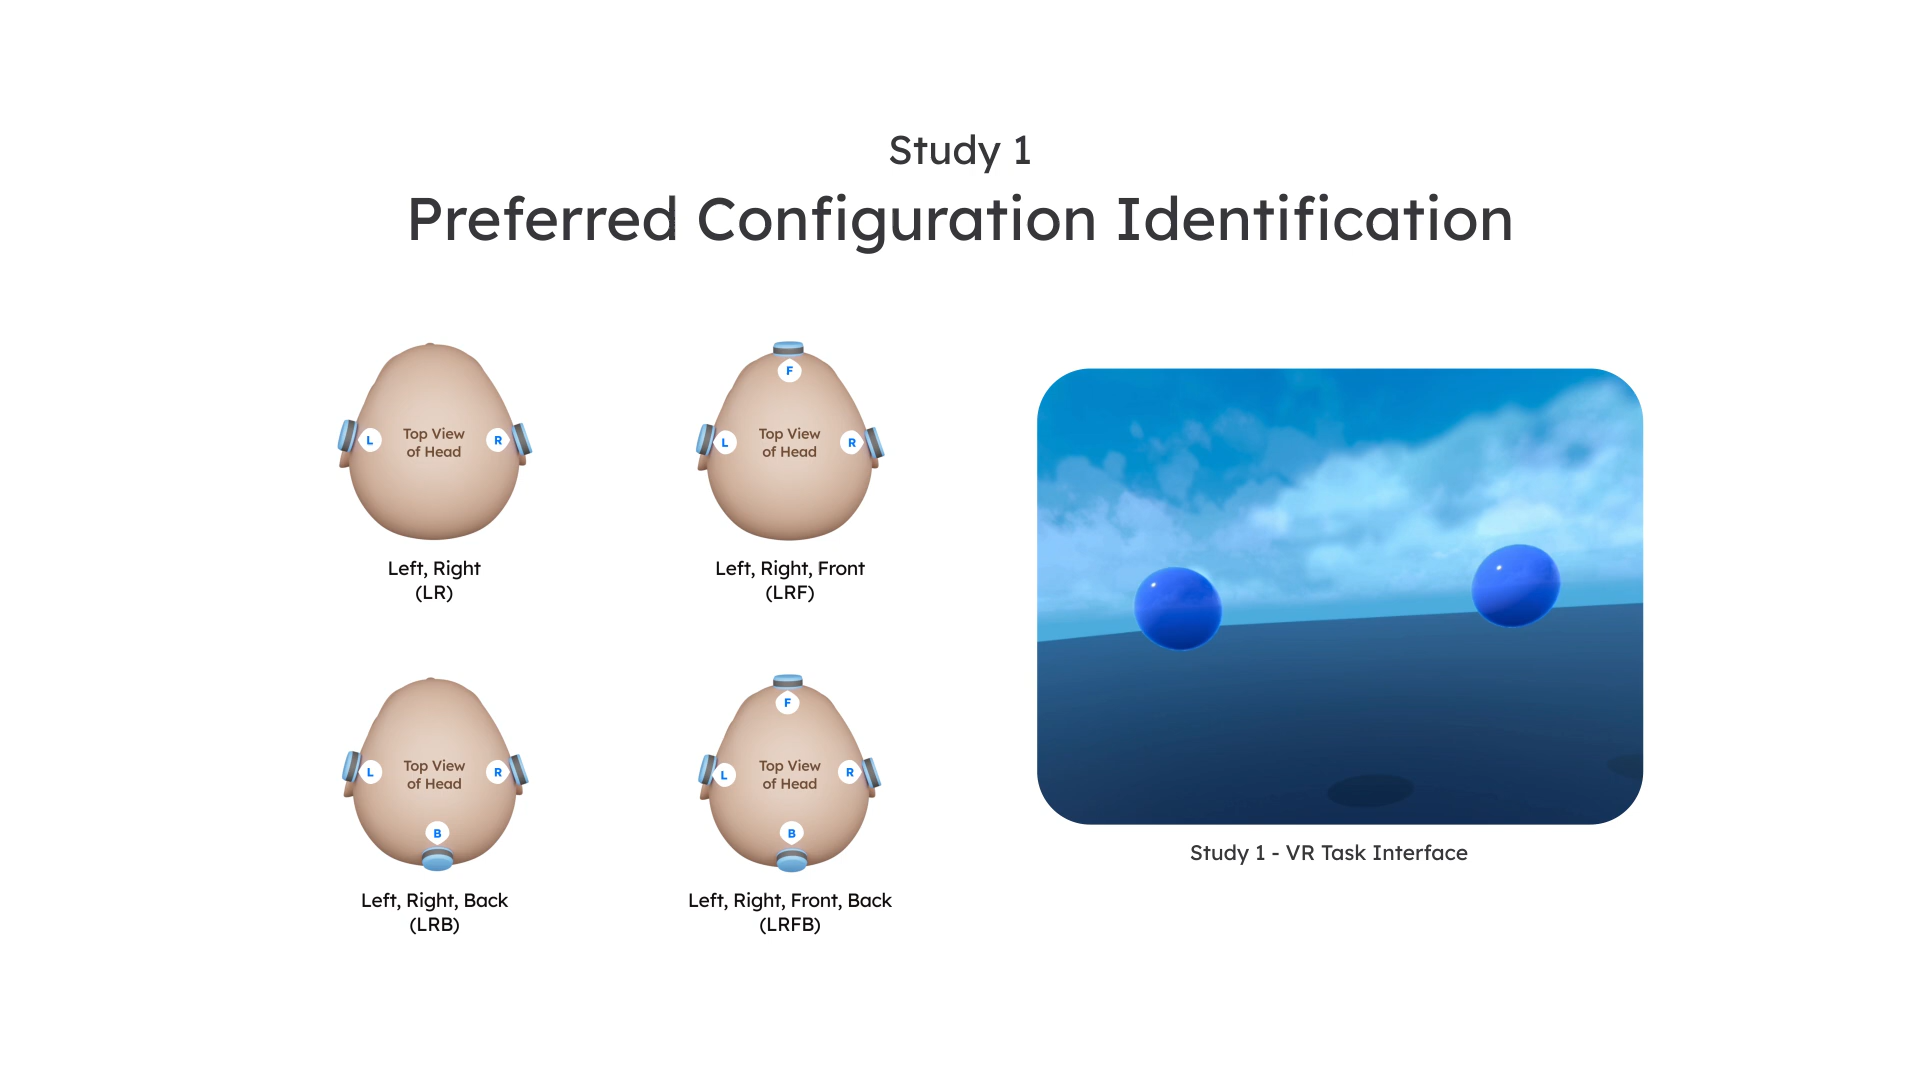 Study 1
Preferred Configuration Identification
L
Top View
of Head
R
Left, Right
(LR)
F
L
Top View
of Head
R
Left, Right, Front
(LRF)
L
Top View
of Head
R
B
Left, Right, Back
(LRB)
F
L
Top View
of Head
R
B
Left, Right, Front, Back
(LRFB)
Study 1 - VR Task Interface